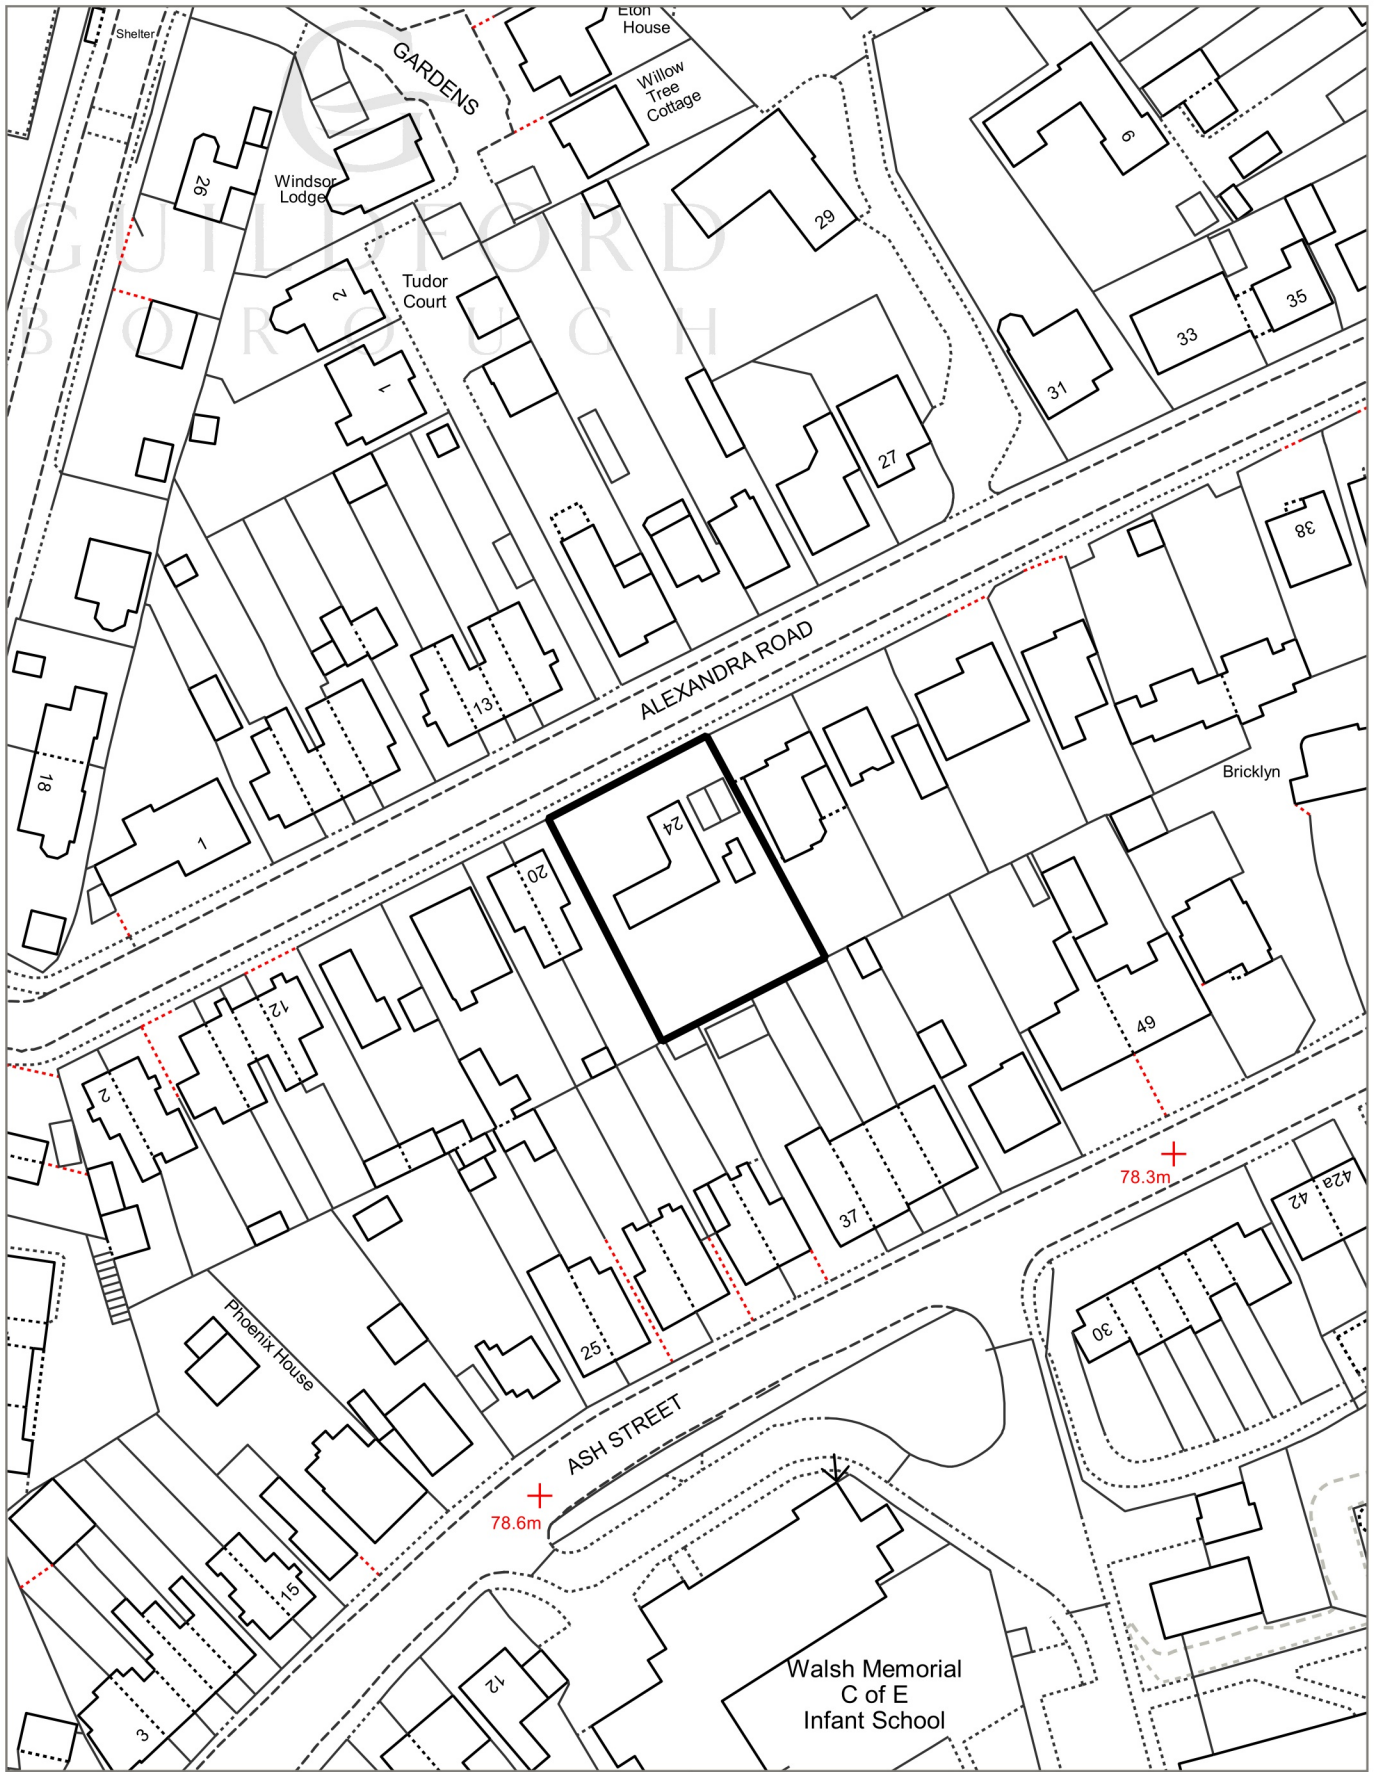 Shelter
GARDENS
Eton
House
Willow
Tree
Cottage
G
GUILDFORD
BOROUGH
26
Windsor
Lodge
29
9
Tudor
Court
2
1
35
33
31
27
38
13
ALEXANDRA ROAD
18
1
Bricklyn
24
20
12
2
49
78.3m
42
42a
37
30
25
Phoenix House
ASH STREET
78.6m
15
12
3
Walsh Memorial
C of E
Infant School